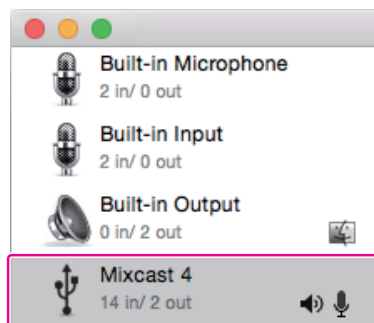 Built-in Microphone
2 in/ 0 out
Built-in Input
2 in/ 0 out
Built-in Output
0 in/ 2 out
Mixcast 4
14 in/ 2 out